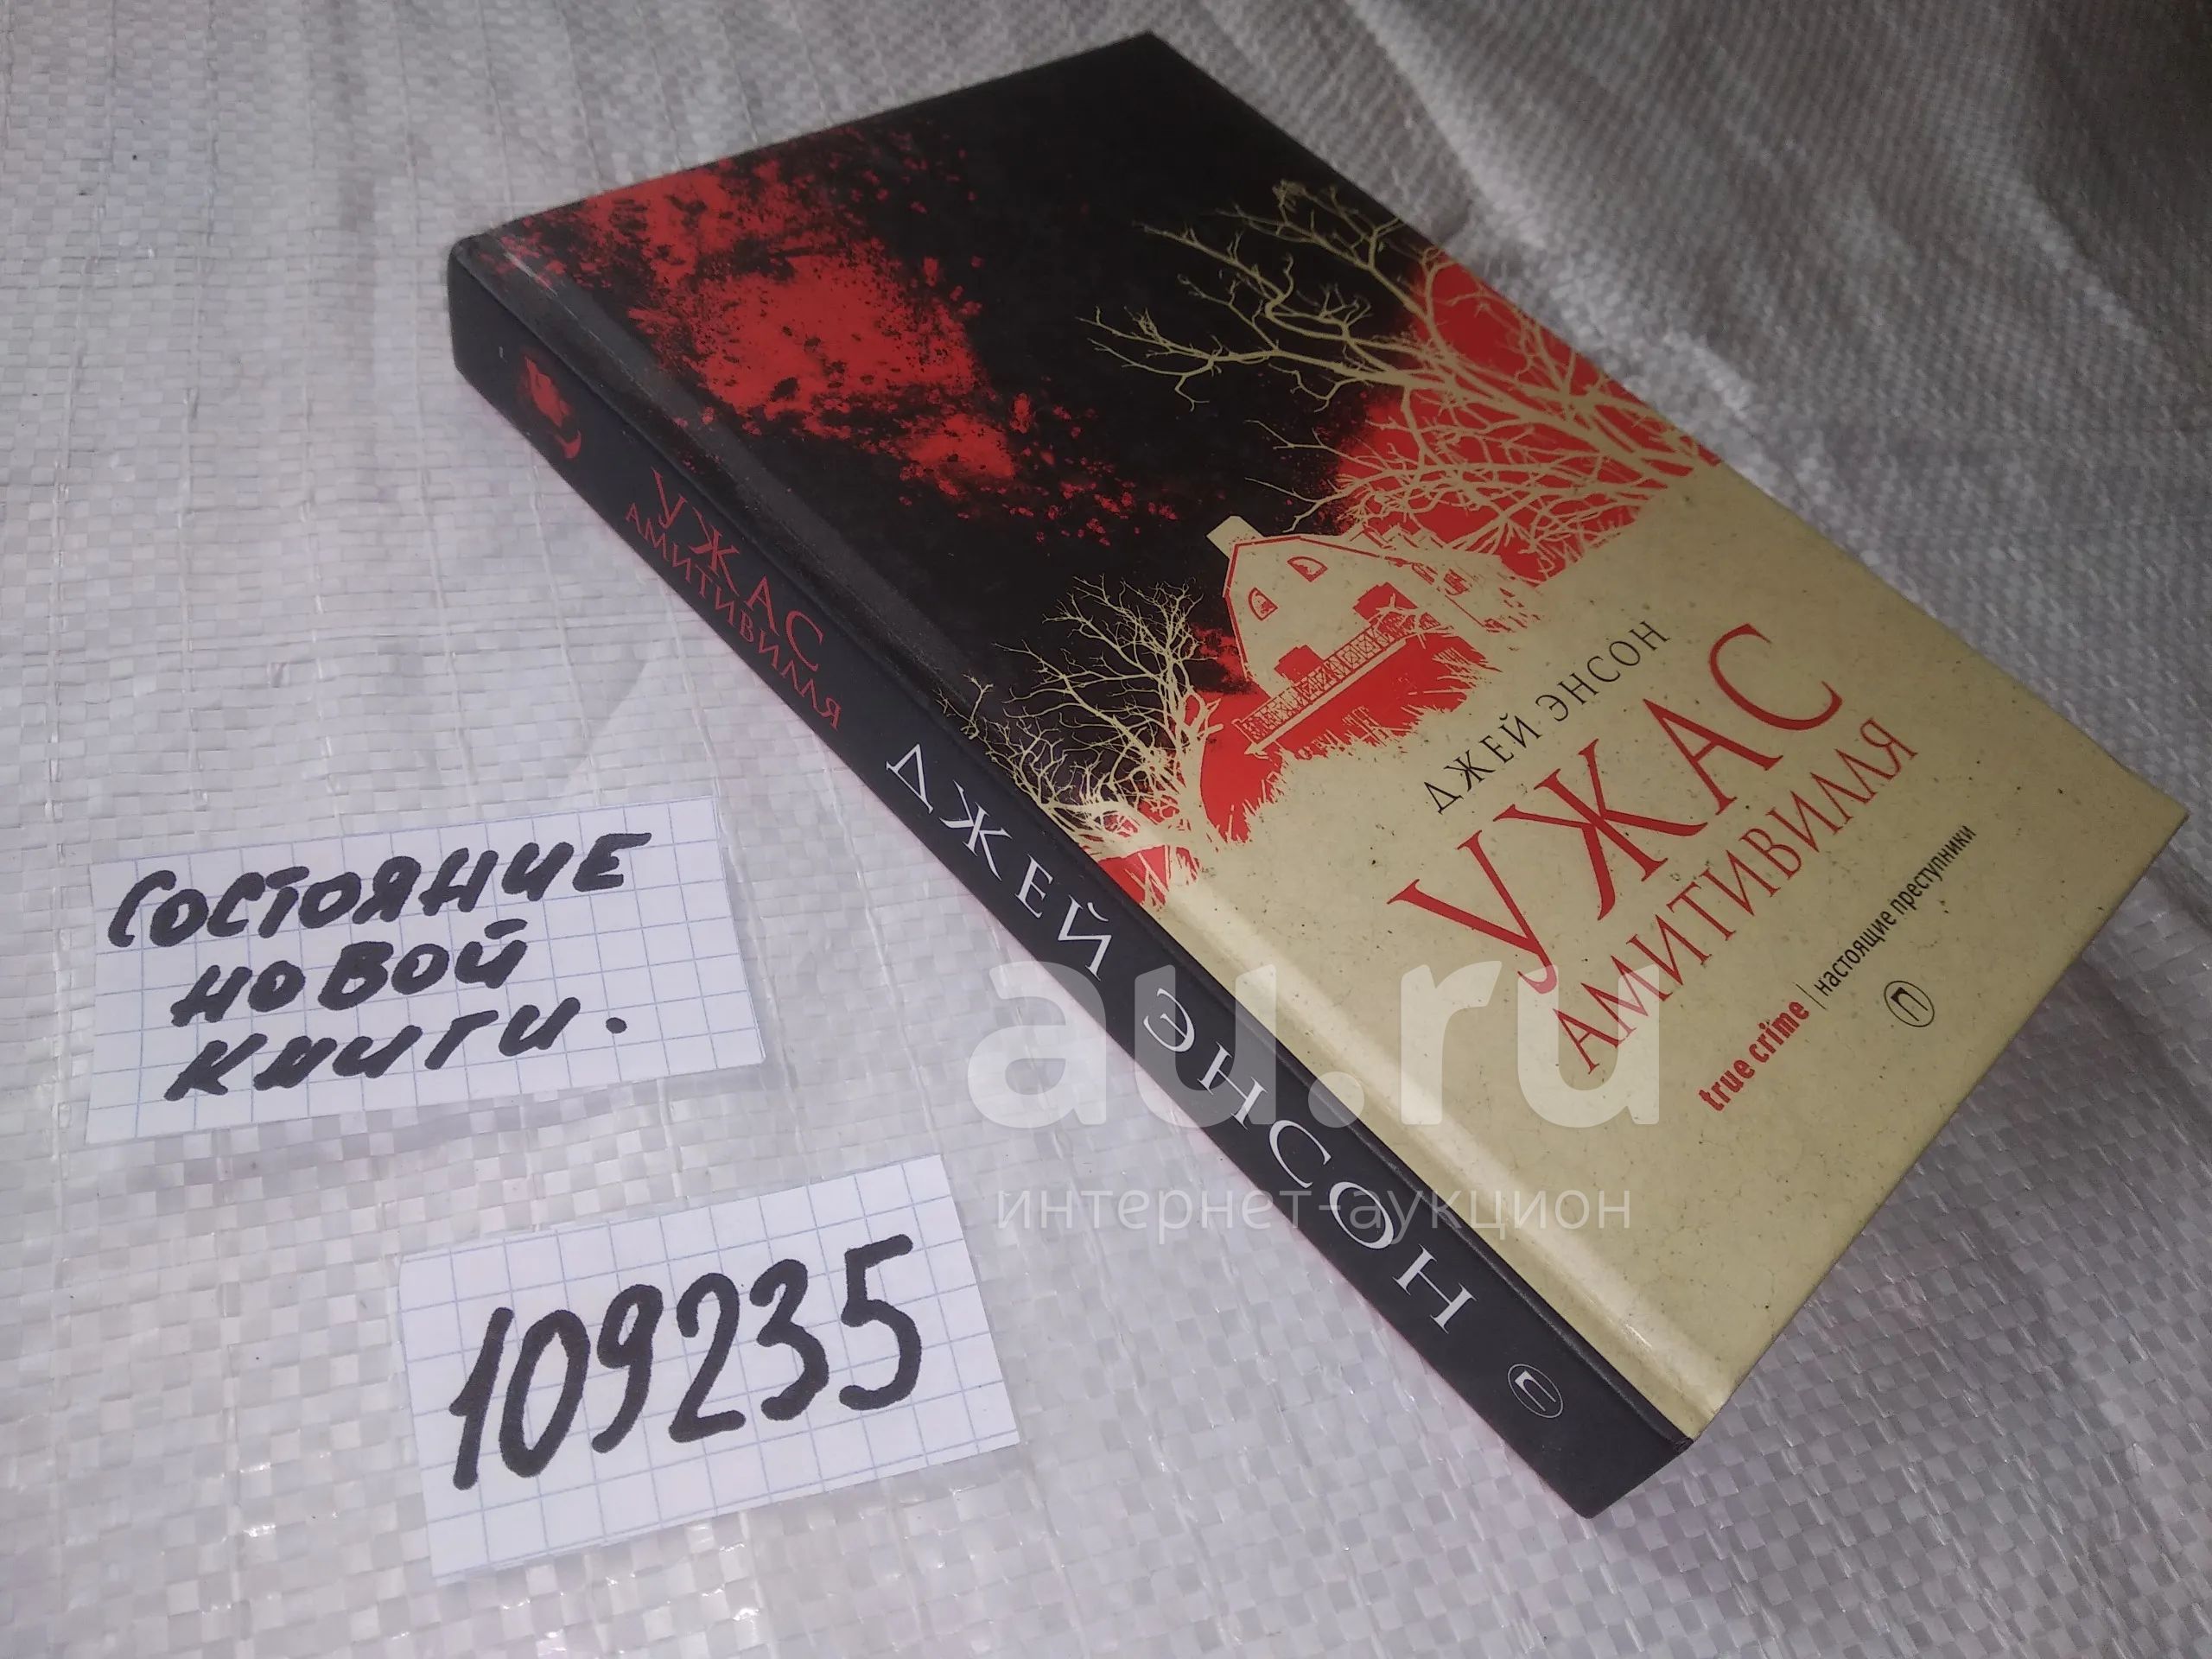 УЖАС
АМИТИВИЛЛЯ
ДЖЕЙ ЭНСОН
П
ДЖЕЙ ЭНСОН
УЖАС
АМИТИВИЛЛЯ
true crime | настоящие преступники
П
СОСТОЯНИЕ
НОВОЙ
КНИГИ.
109235
au.ru
интернет-аукцион